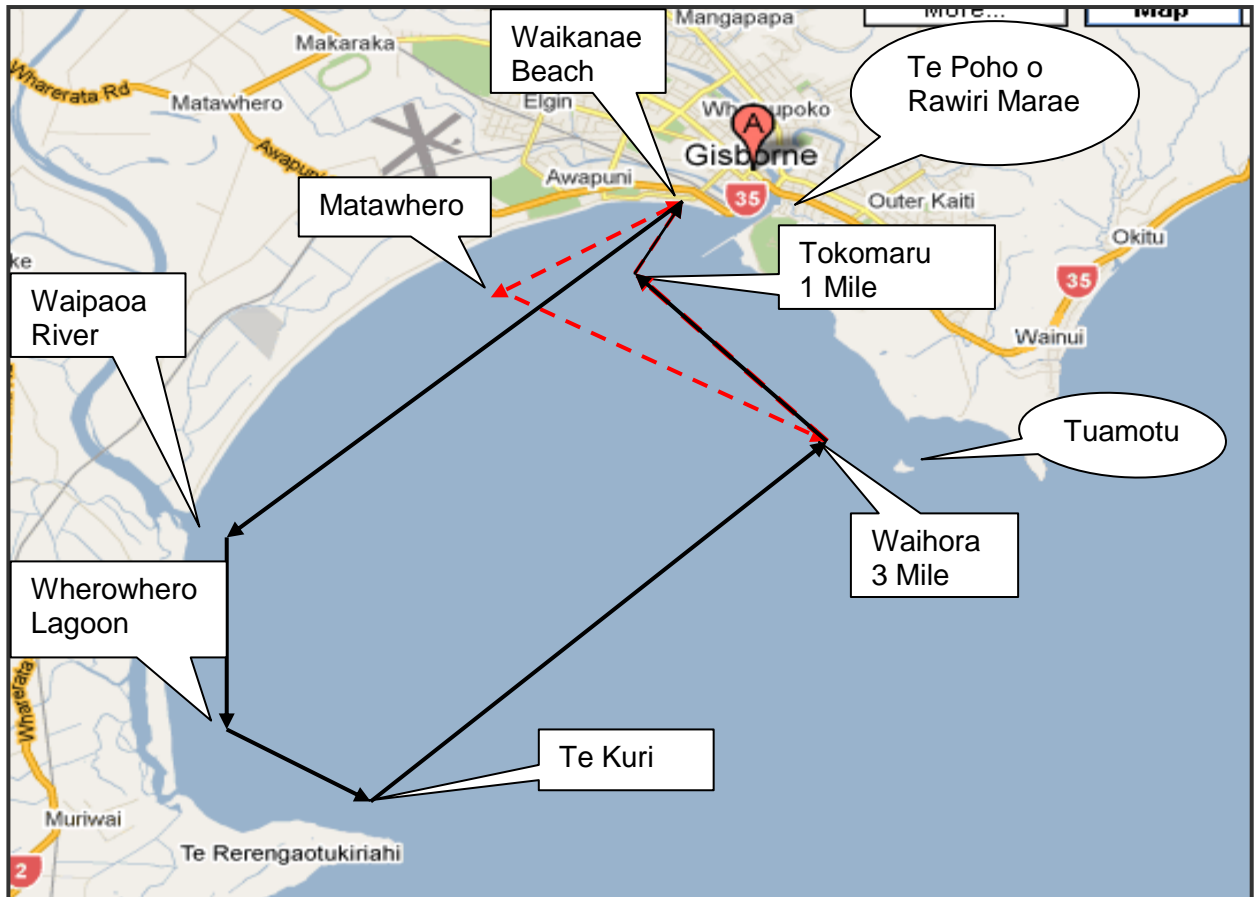 More...
Map
Mangapapa
Waikanae
Beach
Te Poho o
Rawiri Marae
Makaraka
Wharerata Rd
Matawhero
Elgin
A
Gisborne
Awapuni
Awapuni
35
Outer Kaiti
Matawhero
Okitu
Tokomaru
1 Mile
35
Waipaoa
River
Wainui
Tuamotu
Waihora
3 Mile
Wherowhero
Lagoon
Wharerata
Te Kuri
Muriwai
Te Rerengaotukiriahi
2